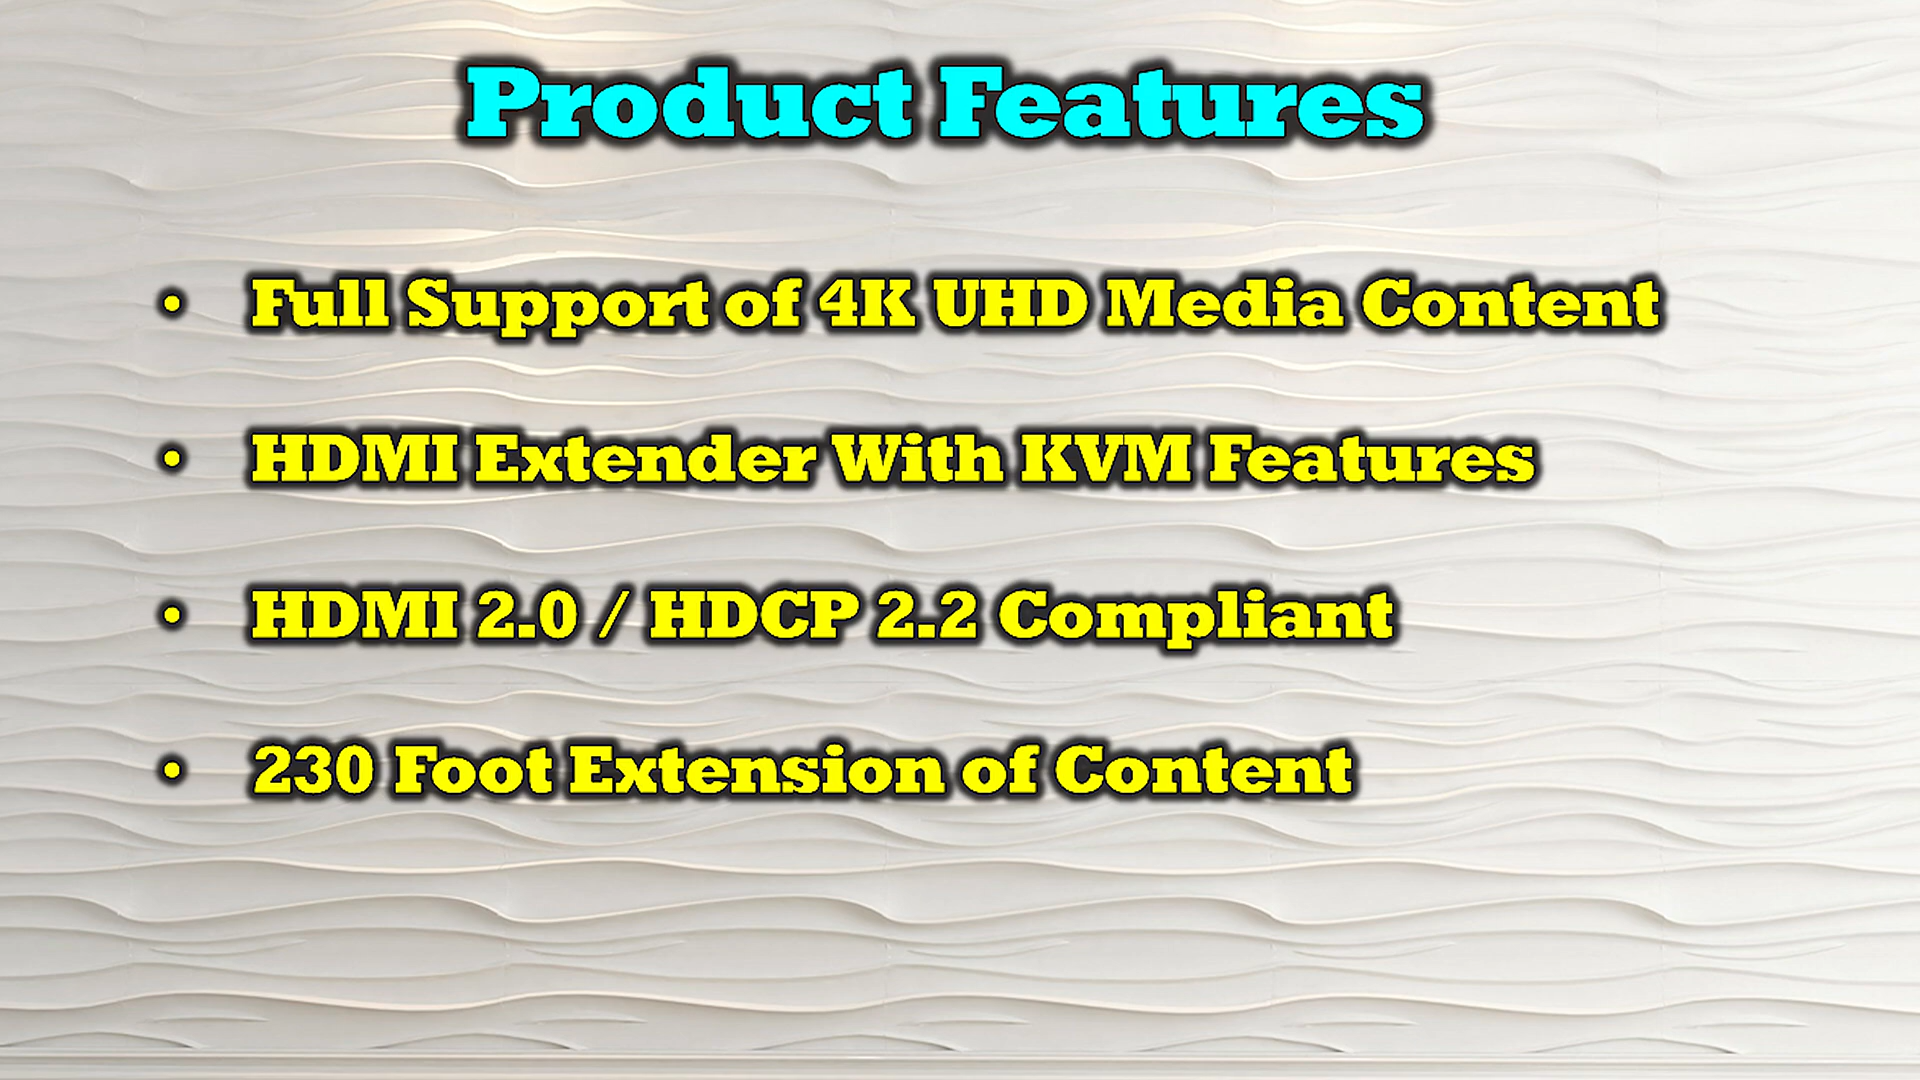 Product Features
• Full Support of 4K UHD Media Content
• HDMI Extender With KVM Features
• HDMI 2.0 / HDCP 2.2 Compliant
• 230 Foot Extension of Content